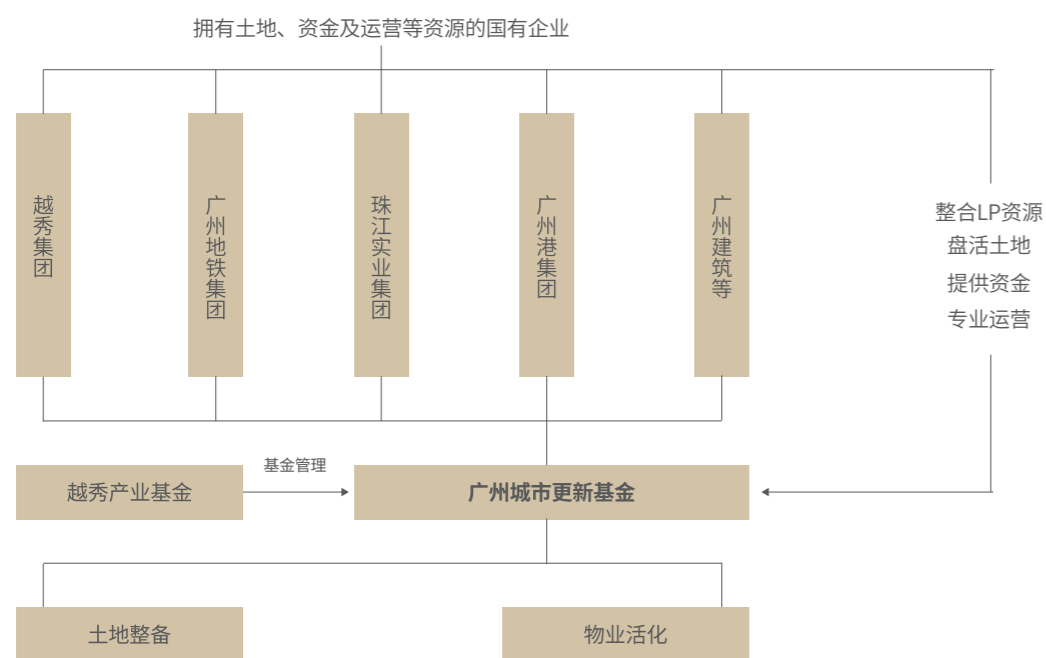 拥有土地、资金及运营等资源的国有企业
越秀集团
广州地铁集团
珠江实业集团
广州港集团
广州建筑等
整合LP资源
盘活土地
提供资金
专业运营
基金管理
越秀产业基金
广州城市更新基金
土地整备
物业活化